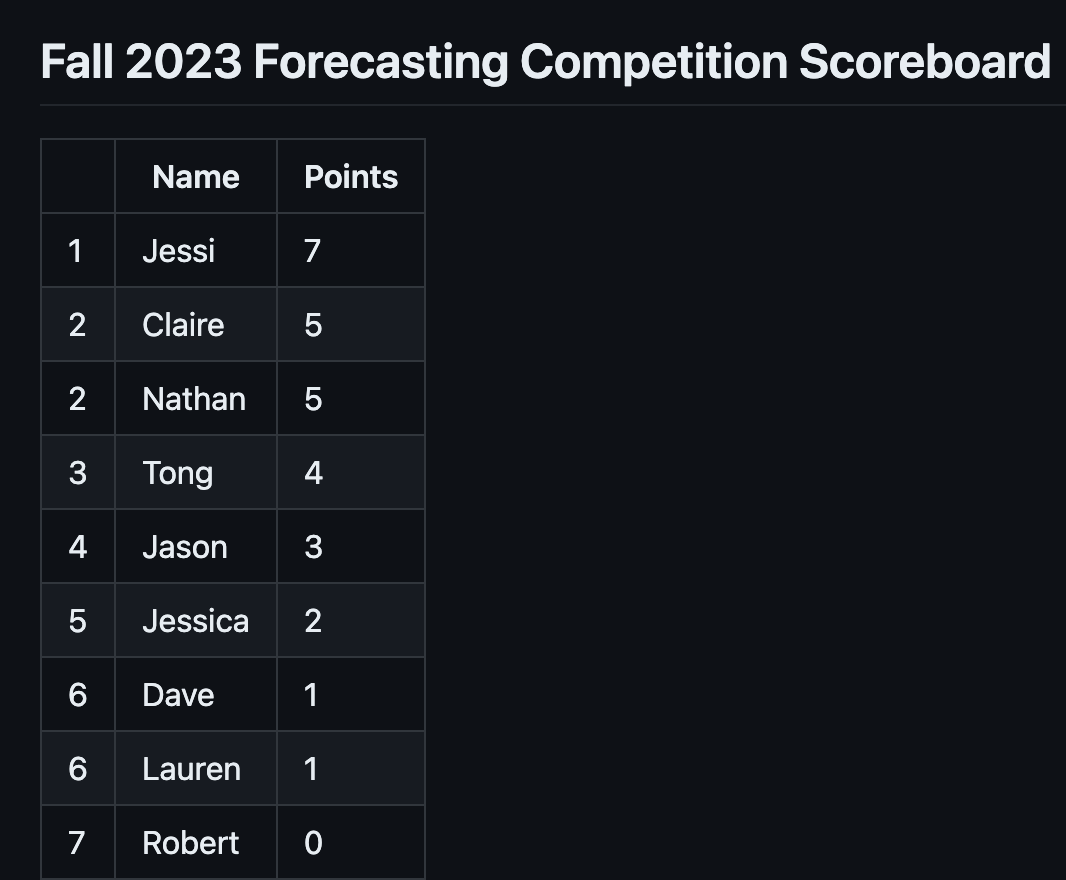 Fall 2023 Forecasting Competition Scoreboard
Name Points
1 Jessi 7
2 Claire 5
2 Nathan 5
3 Tong 4
4 Jason 3
5 Jessica 2
6 Dave 1
6 Lauren 1
7 Robert 0